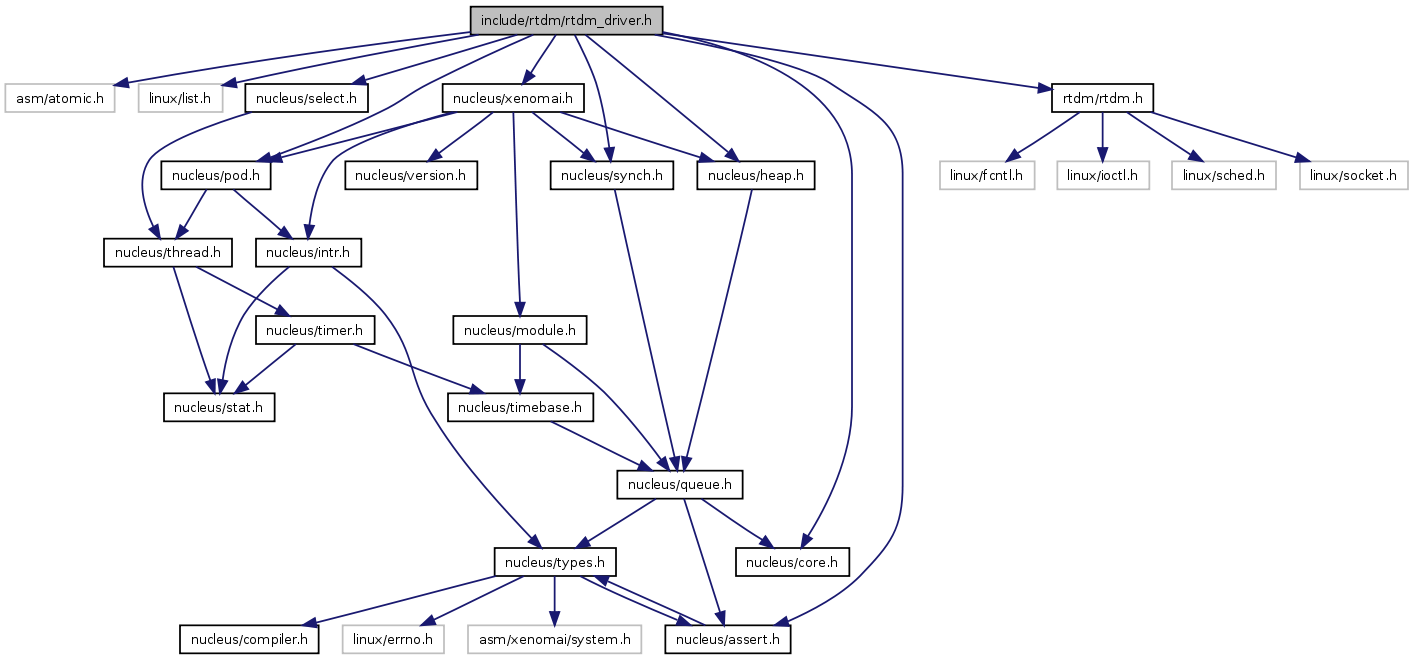 include/rtdm/rtdm_driver.h
asm/atomic.h
linux/list.h
nucleus/select.h
nucleus/xenomai.h
rtdm/rtdm.h
nucleus/pod.h
nucleus/version.h
nucleus/synch.h
nucleus/heap.h
linux/fcntl.h
linux/ioctl.h
linux/sched.h
linux/socket.h
nucleus/thread.h
nucleus/intr.h
nucleus/timer.h
nucleus/module.h
nucleus/stat.h
nucleus/timebase.h
nucleus/queue.h
nucleus/types.h
nucleus/core.h
nucleus/compiler.h
linux/errno.h
asm/xenomai/system.h
nucleus/assert.h